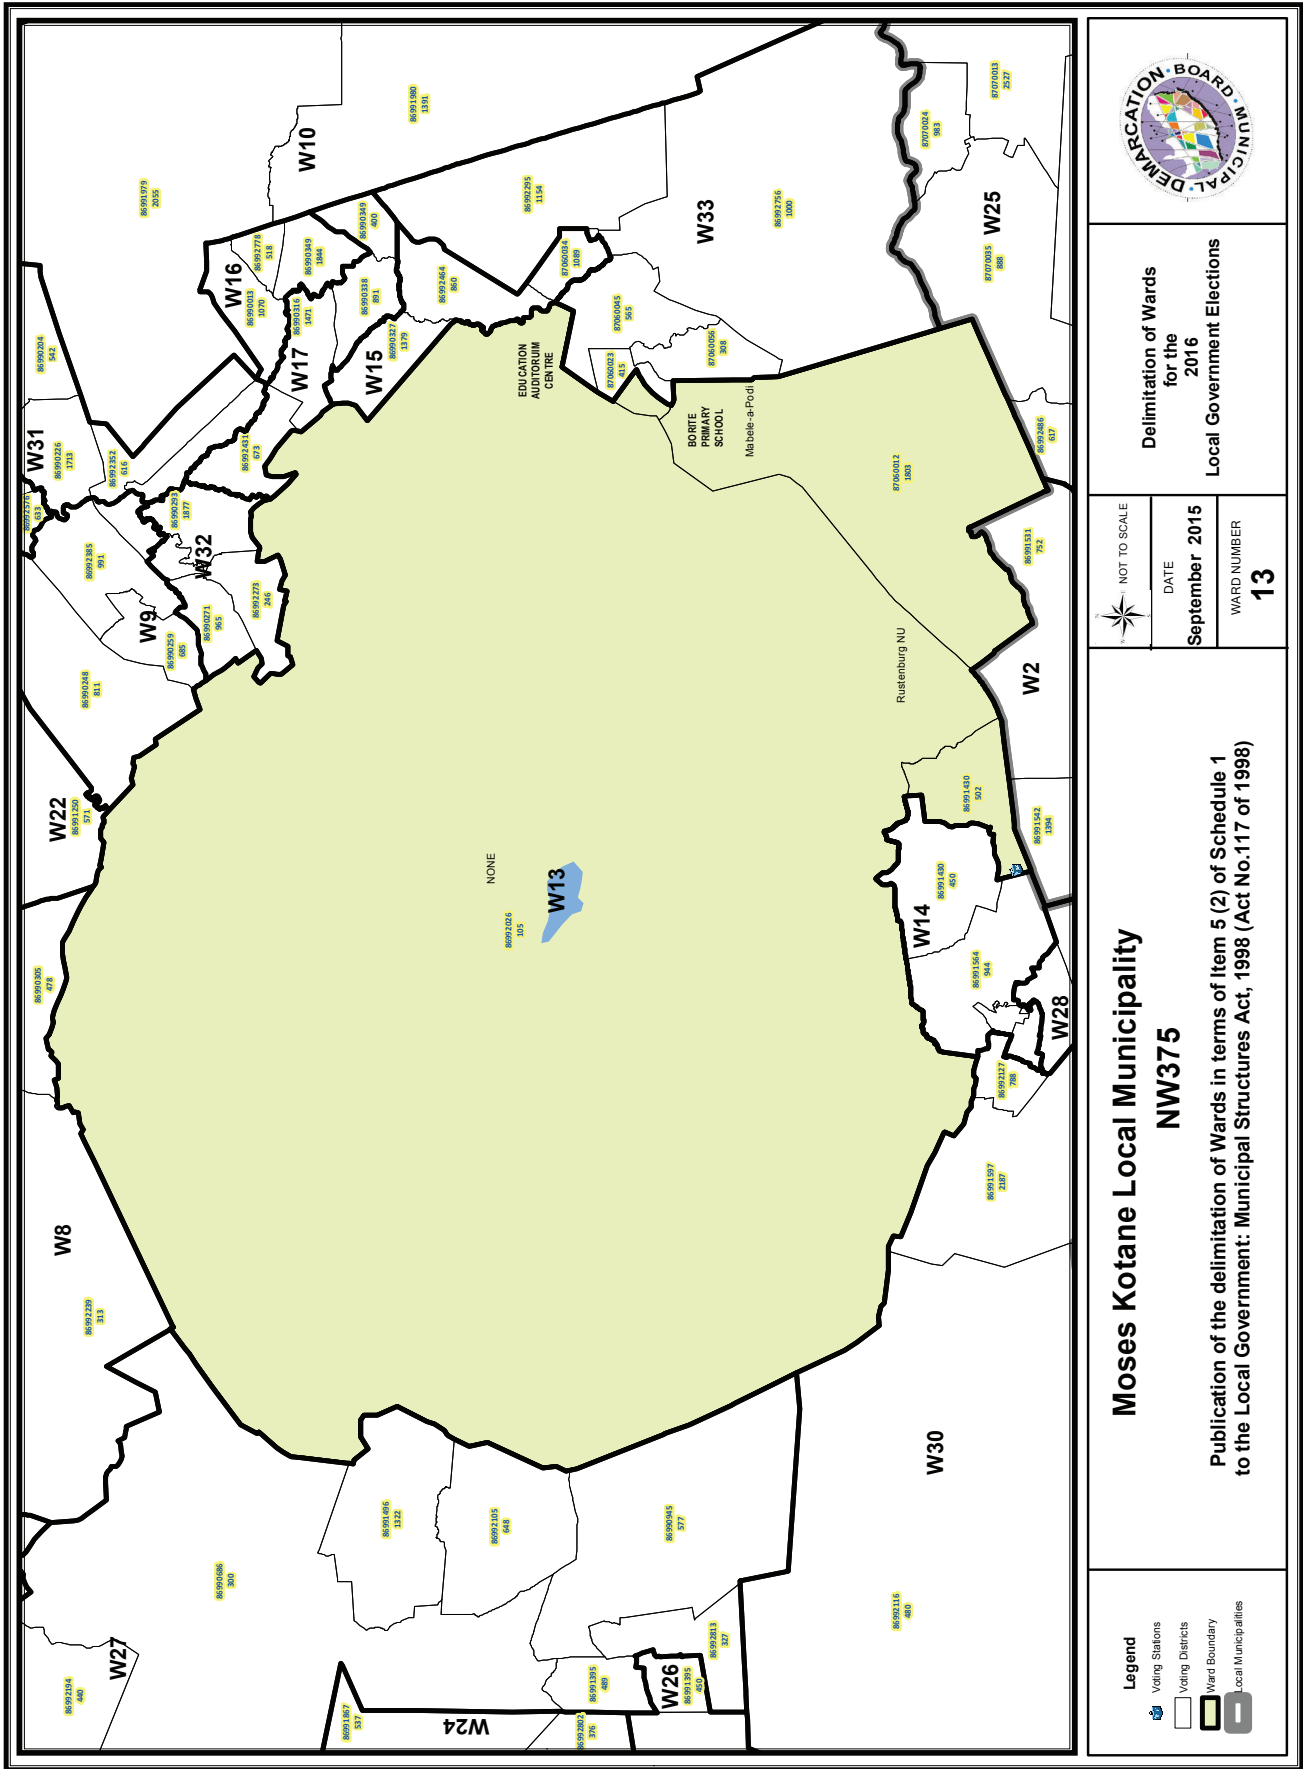 W31
W10
W16
W17
W15
W33
W25
W9
W32
W22
W13
W14
W2
W28
W8
W30
W27
W24
W26
86991979
2055
86991980
1391
86990204
542
86990226
1713
86992352
616
86992576
633
86992385
991
86990248
811
86990259
685
86990271
965
86992273
246
86990293
1877
86992431
673
86990013
1070
86992778
518
86990349
1844
86990349
400
86990316
1471
86990338
891
86990327
1379
86992464
860
86992295
1154
87060034
1089
87060045
565
87060023
415
87060056
308
86992756
1000
87070024
983
87070013
2527
87070035
888
86992486
617
87060012
1803
86991531
752
86991250
571
86990305
478
86992239
313
86992026
105
86991430
502
86991542
1394
86991430
450
86991564
944
86992127
788
86991597
2187
86992116
480
86990945
577
86992105
648
86991496
1322
86990686
300
86992194
440
86991867
537
86992802
376
86991395
489
86991395
450
86992813
327
EDUCATION
AUDITORUIM
CENTRE
BORITE
PRIMARY
SCHOOL
Mabele-a-Podi
Rustenburg NU
NONE
Legend
Voting Stations
Voting Districts
Ward Boundary
Local Municipalities
Moses Kotane Local Municipality
NW375
Publication of the delimitation of Wards in terms of Item 5 (2) of Schedule 1
to the Local Government: Municipal Structures Act, 1998 (Act No.117 of 1998)
NOT TO SCALE
DATE
September 2015
WARD NUMBER
13
Delimitation of Wards
for the
2016
Local Government Elections
MUNICIPAL DEMARCATION BOARD